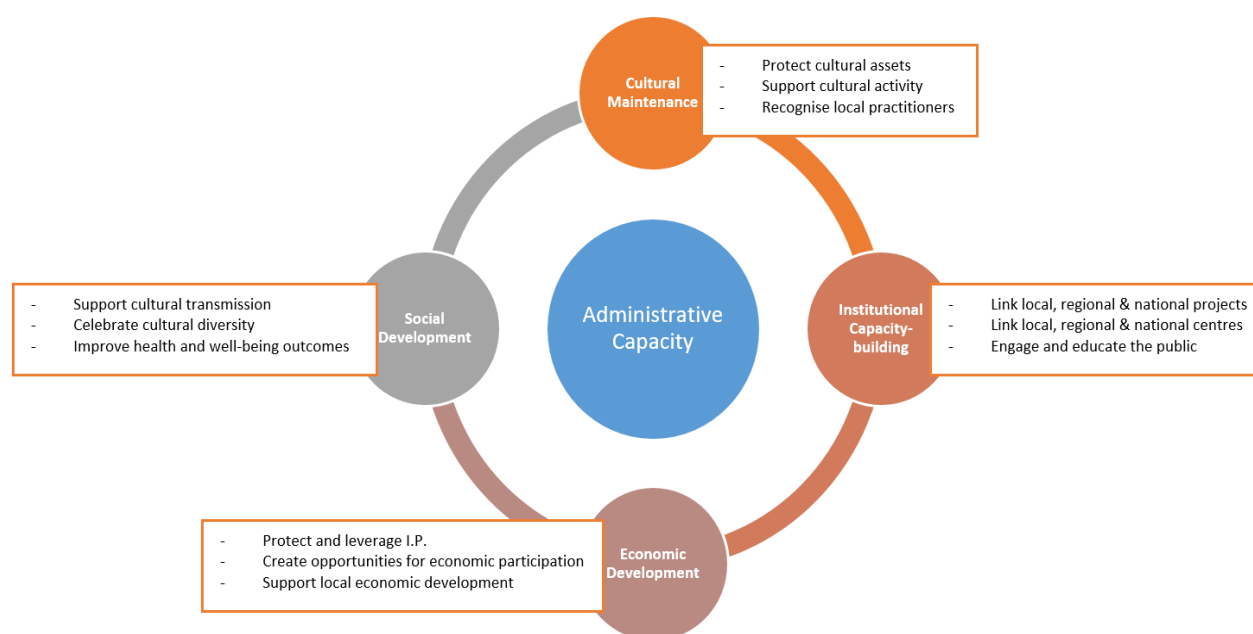 Cultural
Maintenance
- Protect cultural assets
- Support cultural activity
- Recognise local practitioners
- Support cultural transmission
- Celebrate cultural diversity
- Improve health and well-being outcomes
Social
Development
Administrative
Capacity
Institutional
Capacity-
building
- Link local, regional & national projects
- Link local, regional & national centres
- Engage and educate the public
- Protect and leverage I.P.
- Create opportunities for economic participation
- Support local economic development
Economic
Development